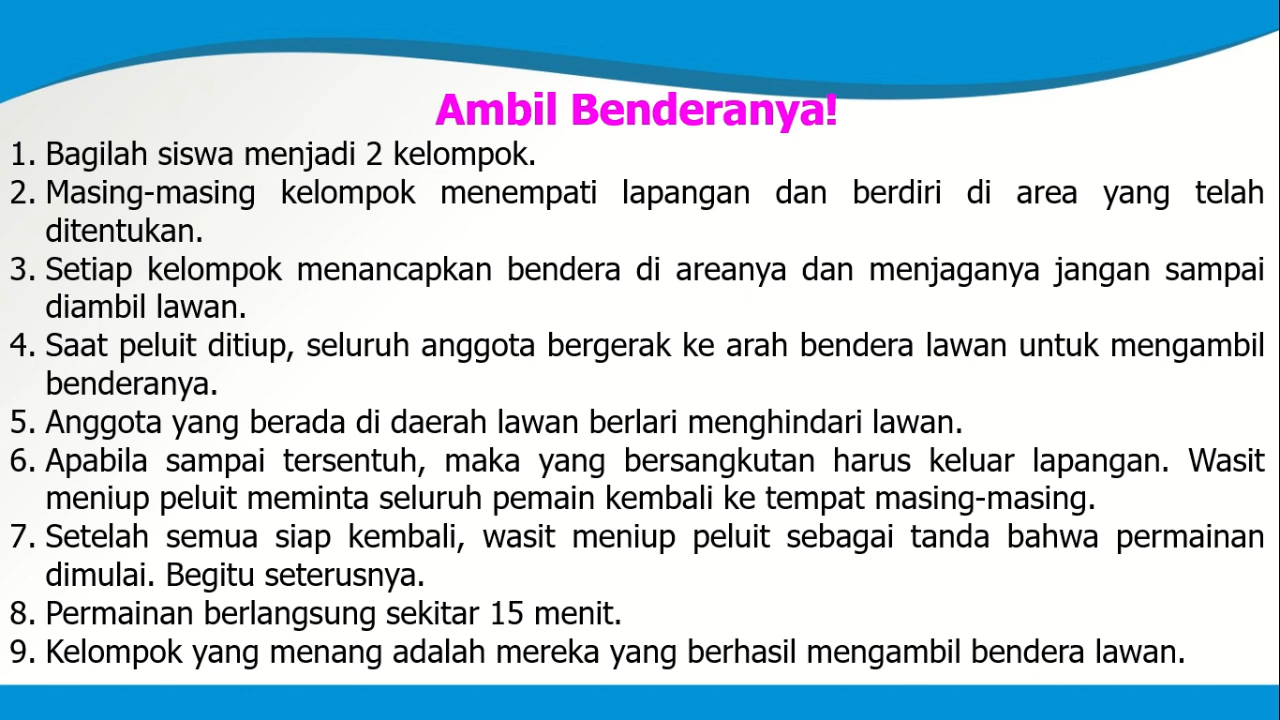 Ambil Benderanya!
1. Bagilah siswa menjadi 2 kelompok.
2. Masing-masing kelompok menempati lapangan dan berdiri di area yang telah
ditentukan.
3. Setiap kelompok menancapkan bendera di areanya dan menjaganya jangan sampai
diambil lawan.
4. Saat peluit ditiup, seluruh anggota bergerak ke arah bendera lawan untuk mengambil
benderanya.
5. Anggota yang berada di daerah lawan berlari menghindari lawan.
6. Apabila sampai tersentuh, maka yang bersangkutan harus keluar lapangan. Wasit
meniup peluit meminta seluruh pemain kembali ke tempat masing-masing.
7. Setelah semua siap kembali, wasit meniup peluit sebagai tanda bahwa permainan
dimulai. Begitu seterusnya.
8. Permainan berlangsung sekitar 15 menit.
9. Kelompok yang menang adalah mereka yang berhasil mengambil bendera lawan.